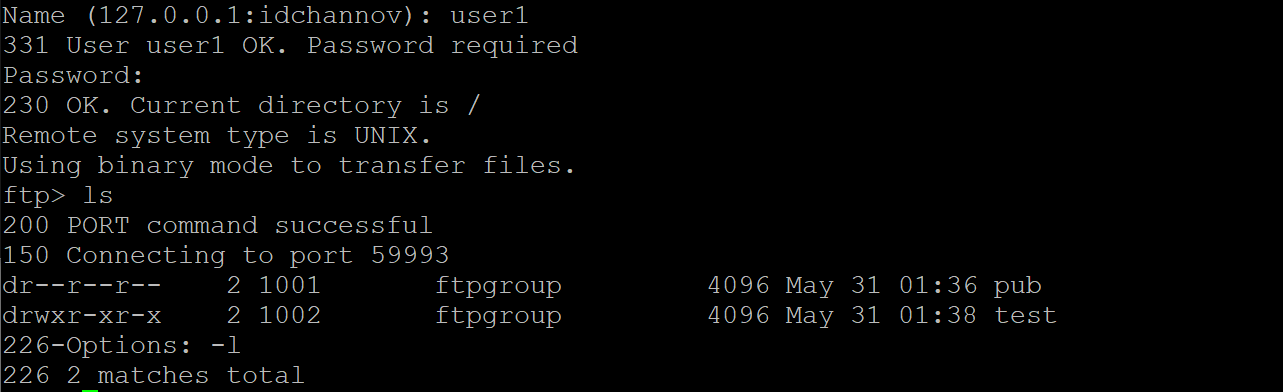 Name (127.0.0.1:idchannov): user1
331 User user1 OK. Password required
Password:
230 OK. Current directory is /
Remote system type is UNIX.
Using binary mode to transfer files.
ftp> ls
200 PORT command successful
150 Connecting to port 59993
dr--r--r--    2 1001       ftpgroup         4096 May 31 01:36 pub
drwxr-xr-x    2 1002       ftpgroup         4096 May 31 01:38 test
226-Options: -l
226 2 matches total